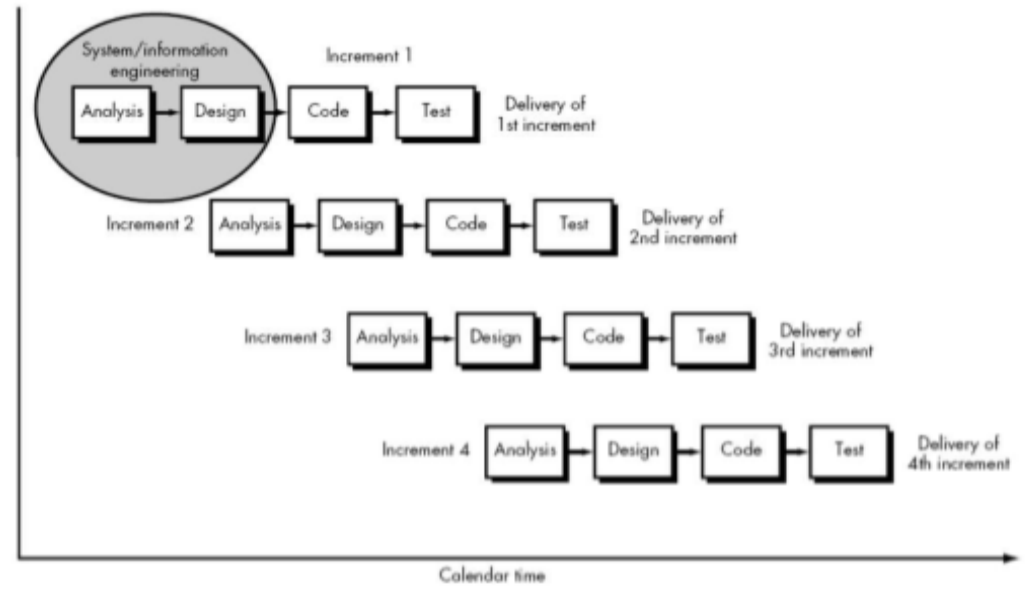 System/information
engineering
Increment 1
Analysis
Design
Code
Test
Delivery of
1st increment
Increment 2
Analysis
Design
Code
Test
Delivery of
2nd increment
Increment 3
Analysis
Design
Code
Test
Delivery of
3rd increment
Increment 4
Analysis
Design
Code
Test
Delivery of
4th increment
Calendar time